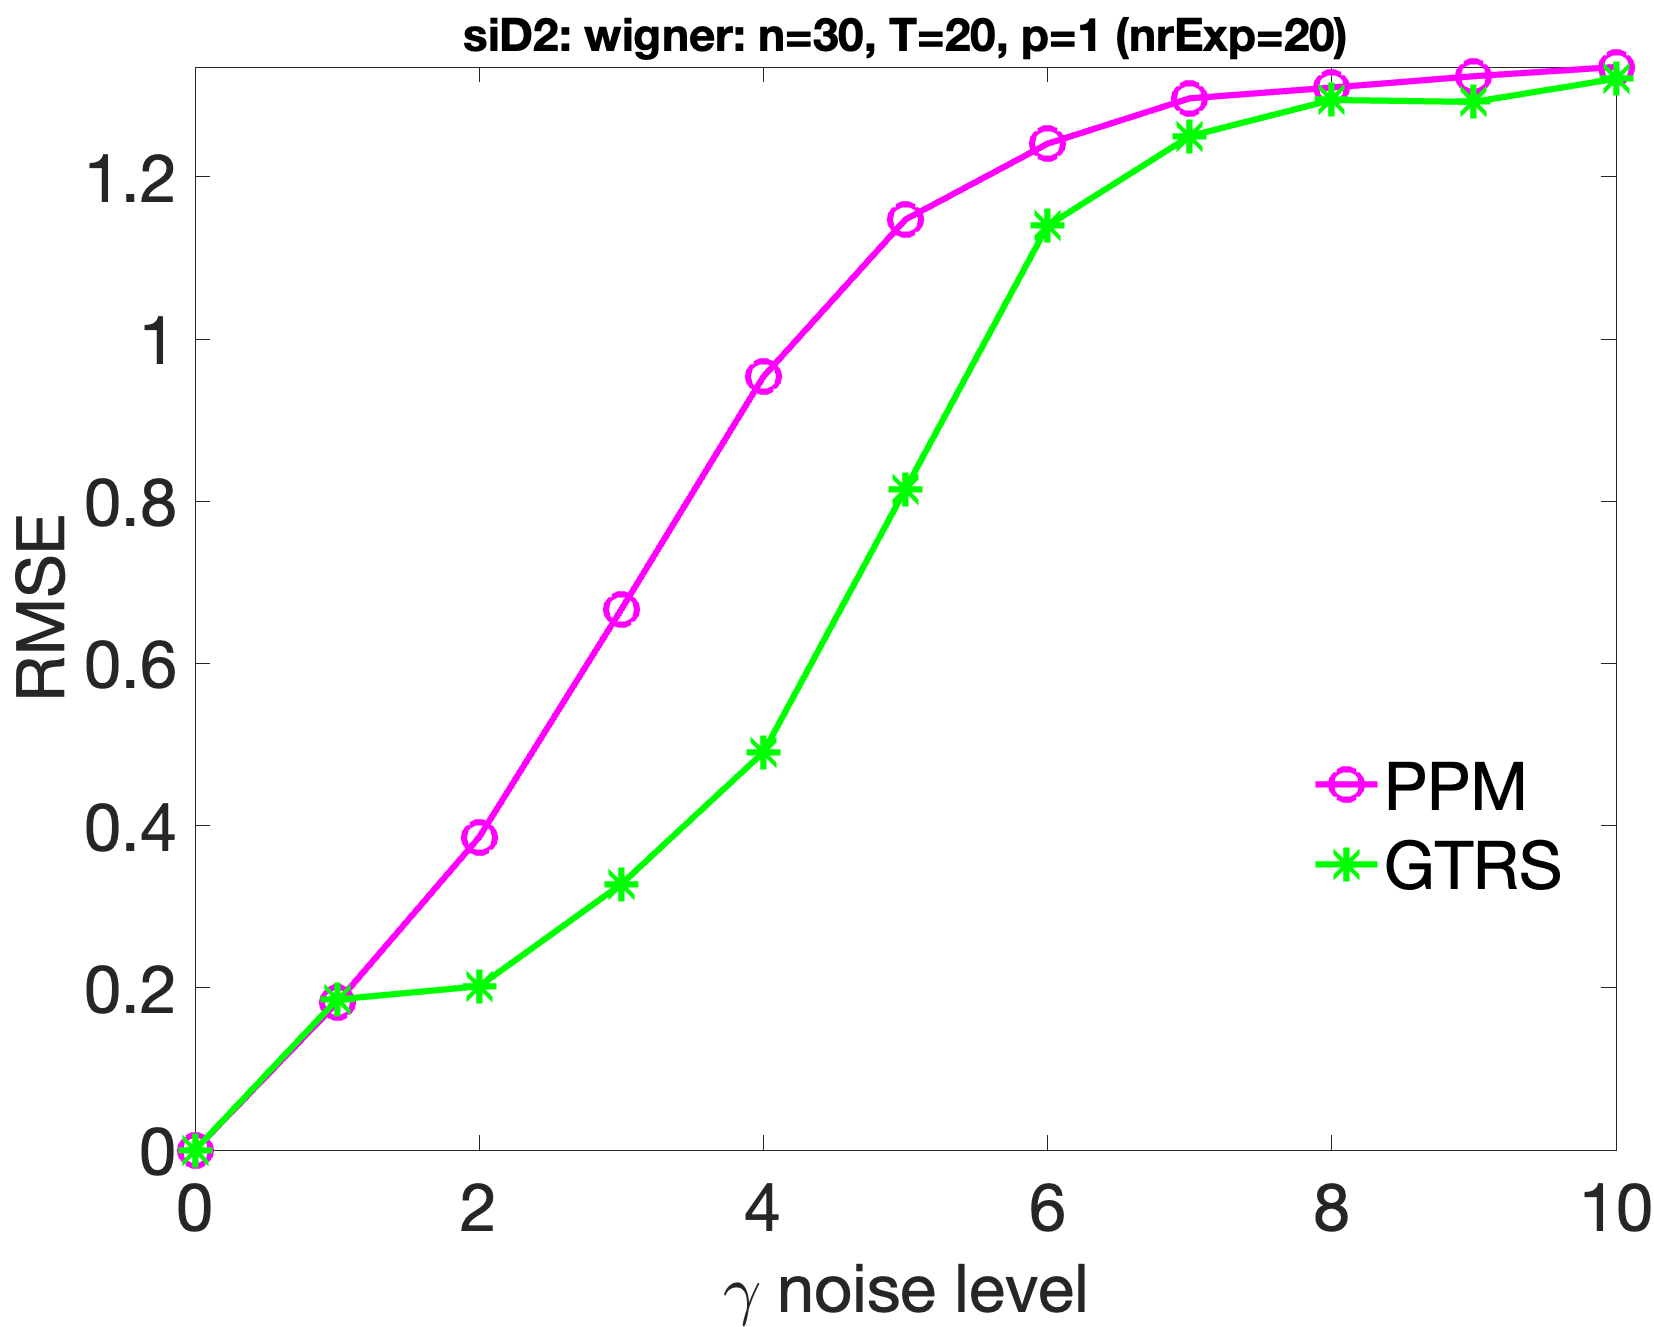 siD2: wigner: n=30, T=20, p=1 (nrExp=20)
1.2
1
0.8
0.6
0.4
0.2
0
RMSE
PPM
GTRS
0 2 4 6 8 10
γ noise level